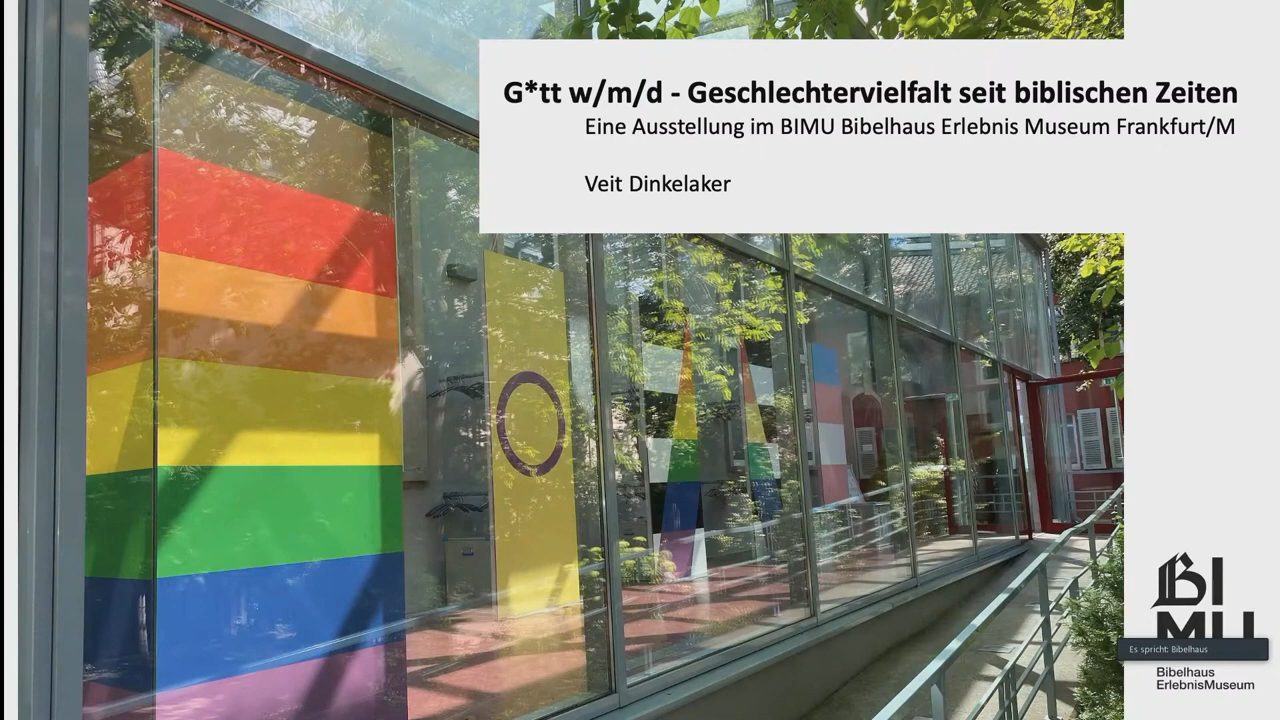 G*tt w/m/d - Geschlechtervielfalt seit biblischen Zeiten
Eine Ausstellung im BIMU Bibelhaus Erlebnis Museum Frankfurt/M
Veit Dinkelaker
BI
MU
Es spricht: Bibelhaus
Bibelhaus
ErlebnisMuseum